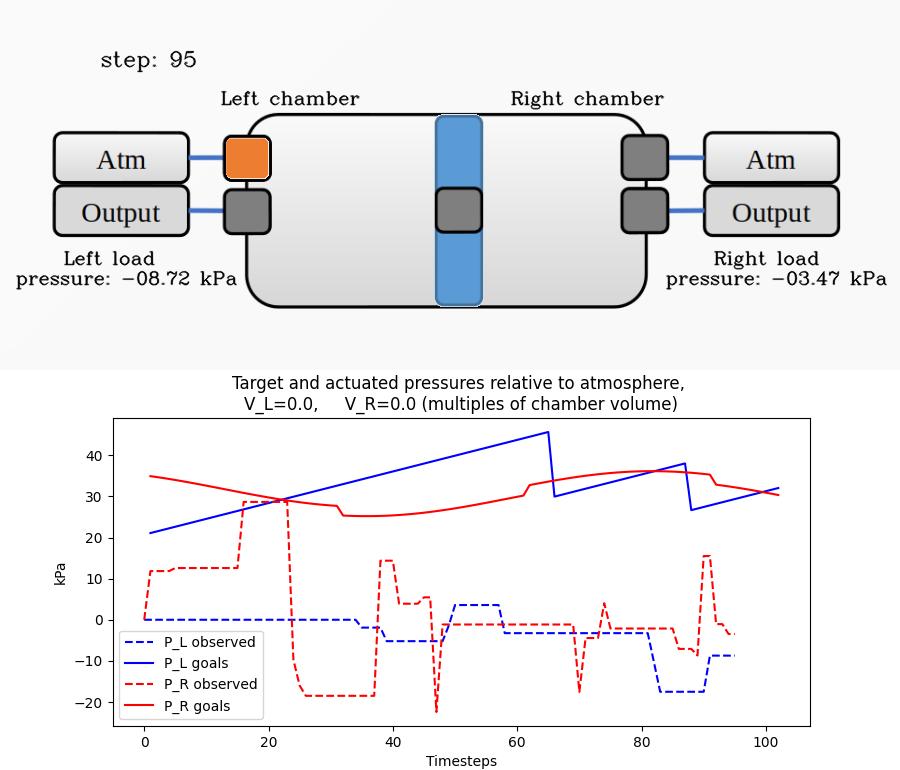 step: 95
Left chamber
Right chamber
Atm
Atm
Output
Output
Left load
pressure: -08.72 kPa
Right load
pressure: -03.47 kPa
Target and actuated pressures relative to atmosphere,
V_L=0.0,     V_R=0.0 (multiples of chamber volume)
kPa
40
30
20
10
0
−10
−20
P_L observed
P_L goals
P_R observed
P_R goals
0
20
40
60
80
100
Timesteps